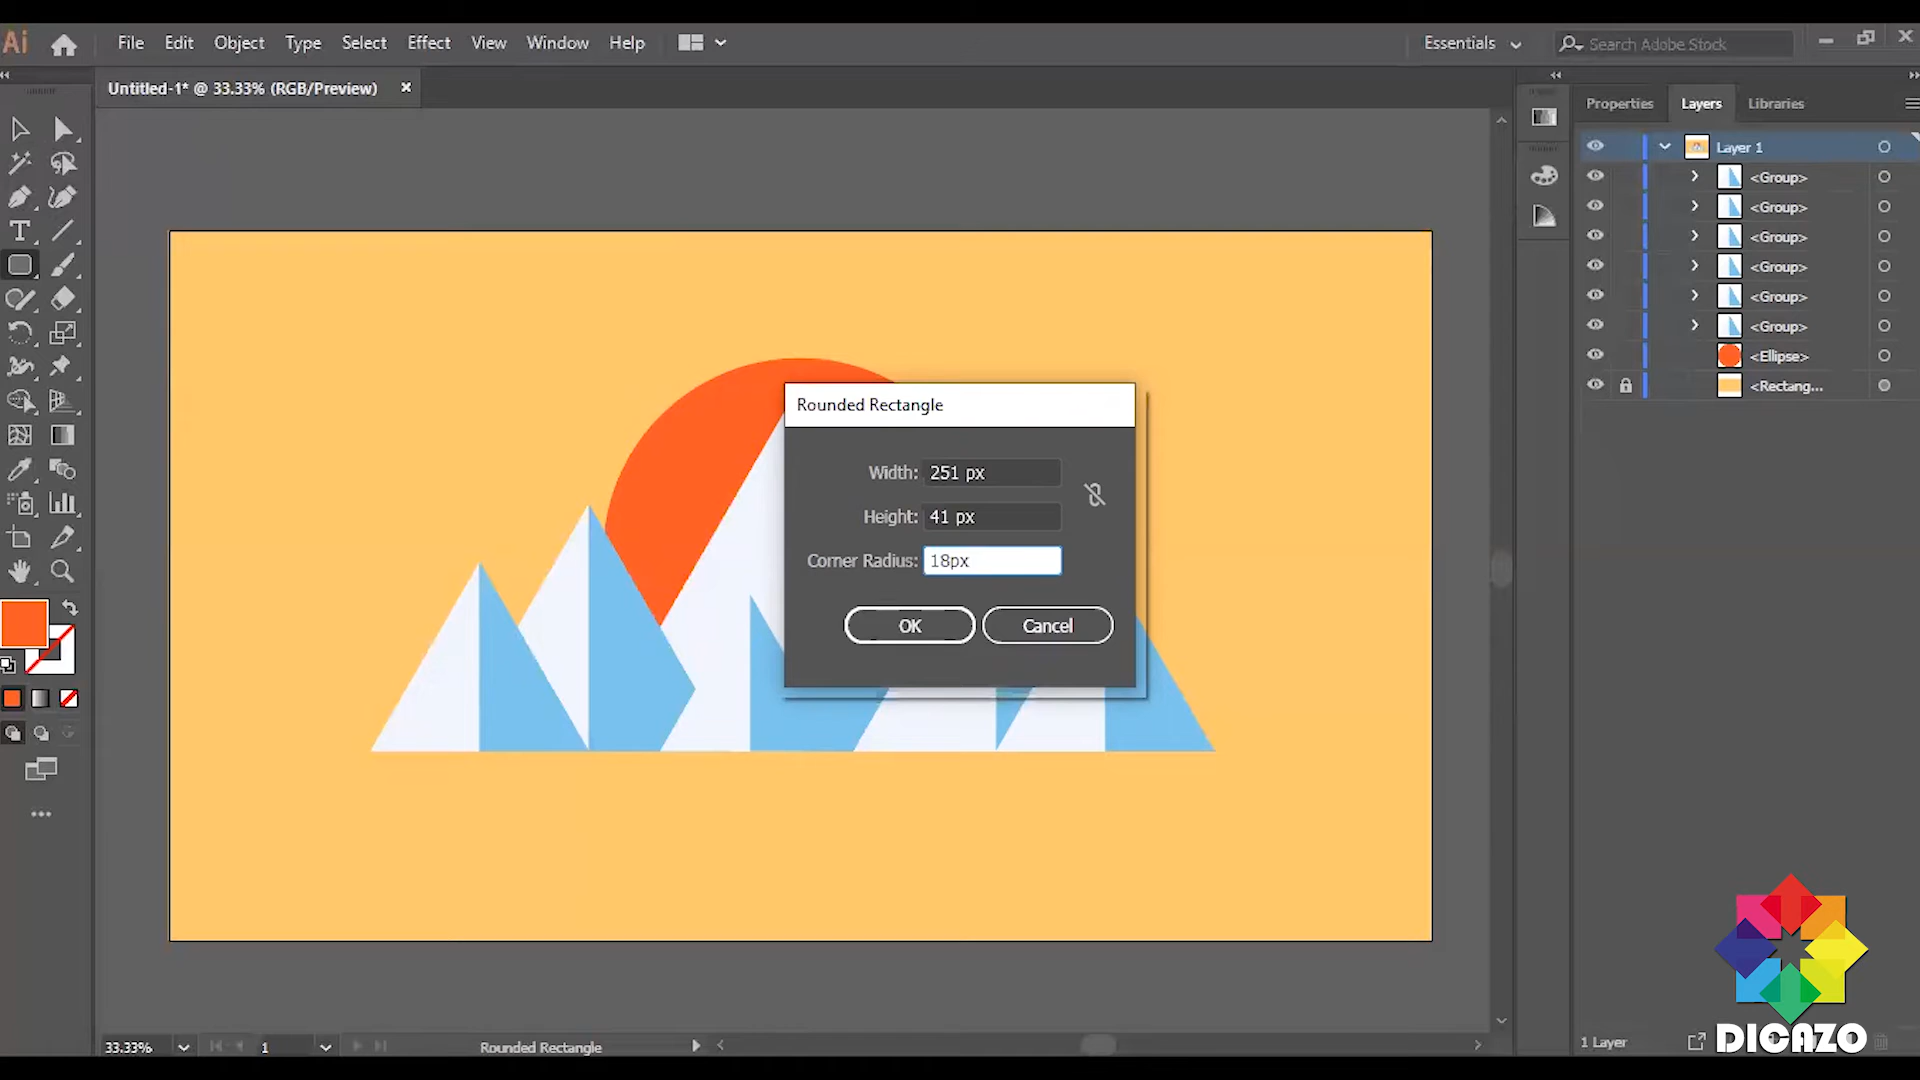 Ai File Edit Object Type Select Effect View Window Help Essentials Search Adobe Stock
Untitled-1* @ 33.33% (RGB/Preview)
Properties Layers Libraries
Layer 1
<Group>
<Group>
<Group>
<Group>
<Group>
<Group>
<Ellipse>
<Rectang...
Rounded Rectangle
Width: 251 px
Height: 41 px
Corner Radius: 18px
OK Cancel
33.33% 1 Rounded Rectangle
1 Layer
DICAZO